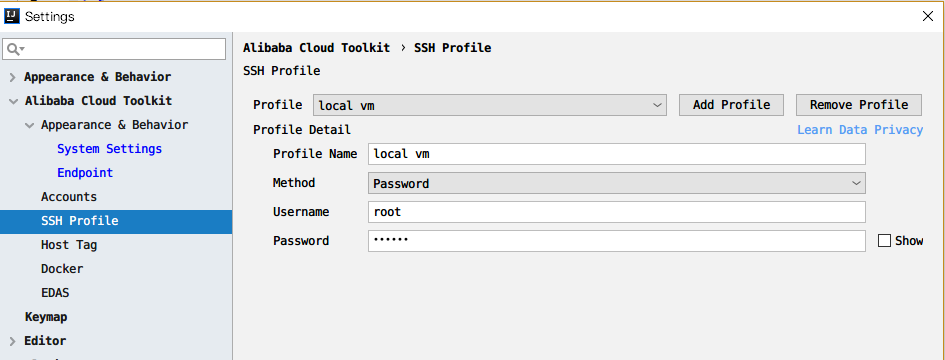 Settings
Appearance & Behavior
Alibaba Cloud Toolkit
Appearance & Behavior
System Settings
Endpoint
Accounts
SSH Profile
Host Tag
Docker
EDAS
Keymap
Editor
Alibaba Cloud Toolkit › SSH Profile
SSH Profile
Profile local vm Add Profile Remove Profile
Profile Detail Learn Data Privacy
Profile Name local vm
Method Password
Username root
Password •••••• Show